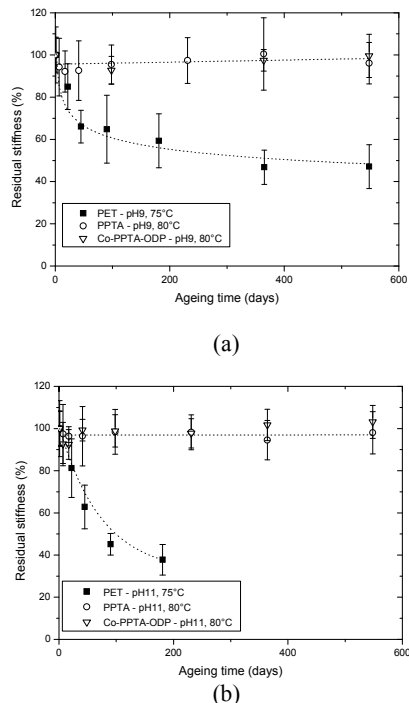 120
100
80
60
40
20
0
Residual stiffness (%)
PET - pH9, 75°C
PPTA - pH9, 80°C
Co-PPTA-ODP - pH9, 80°C
0 200 400 600
Ageing time (days)
(a)
120
100
80
60
40
20
0
Residual stiffness (%)
PET - pH11, 75°C
PPTA - pH11, 80°C
Co-PPTA-ODP - pH11, 80°C
0 200 400 600
Ageing time (days)
(b)